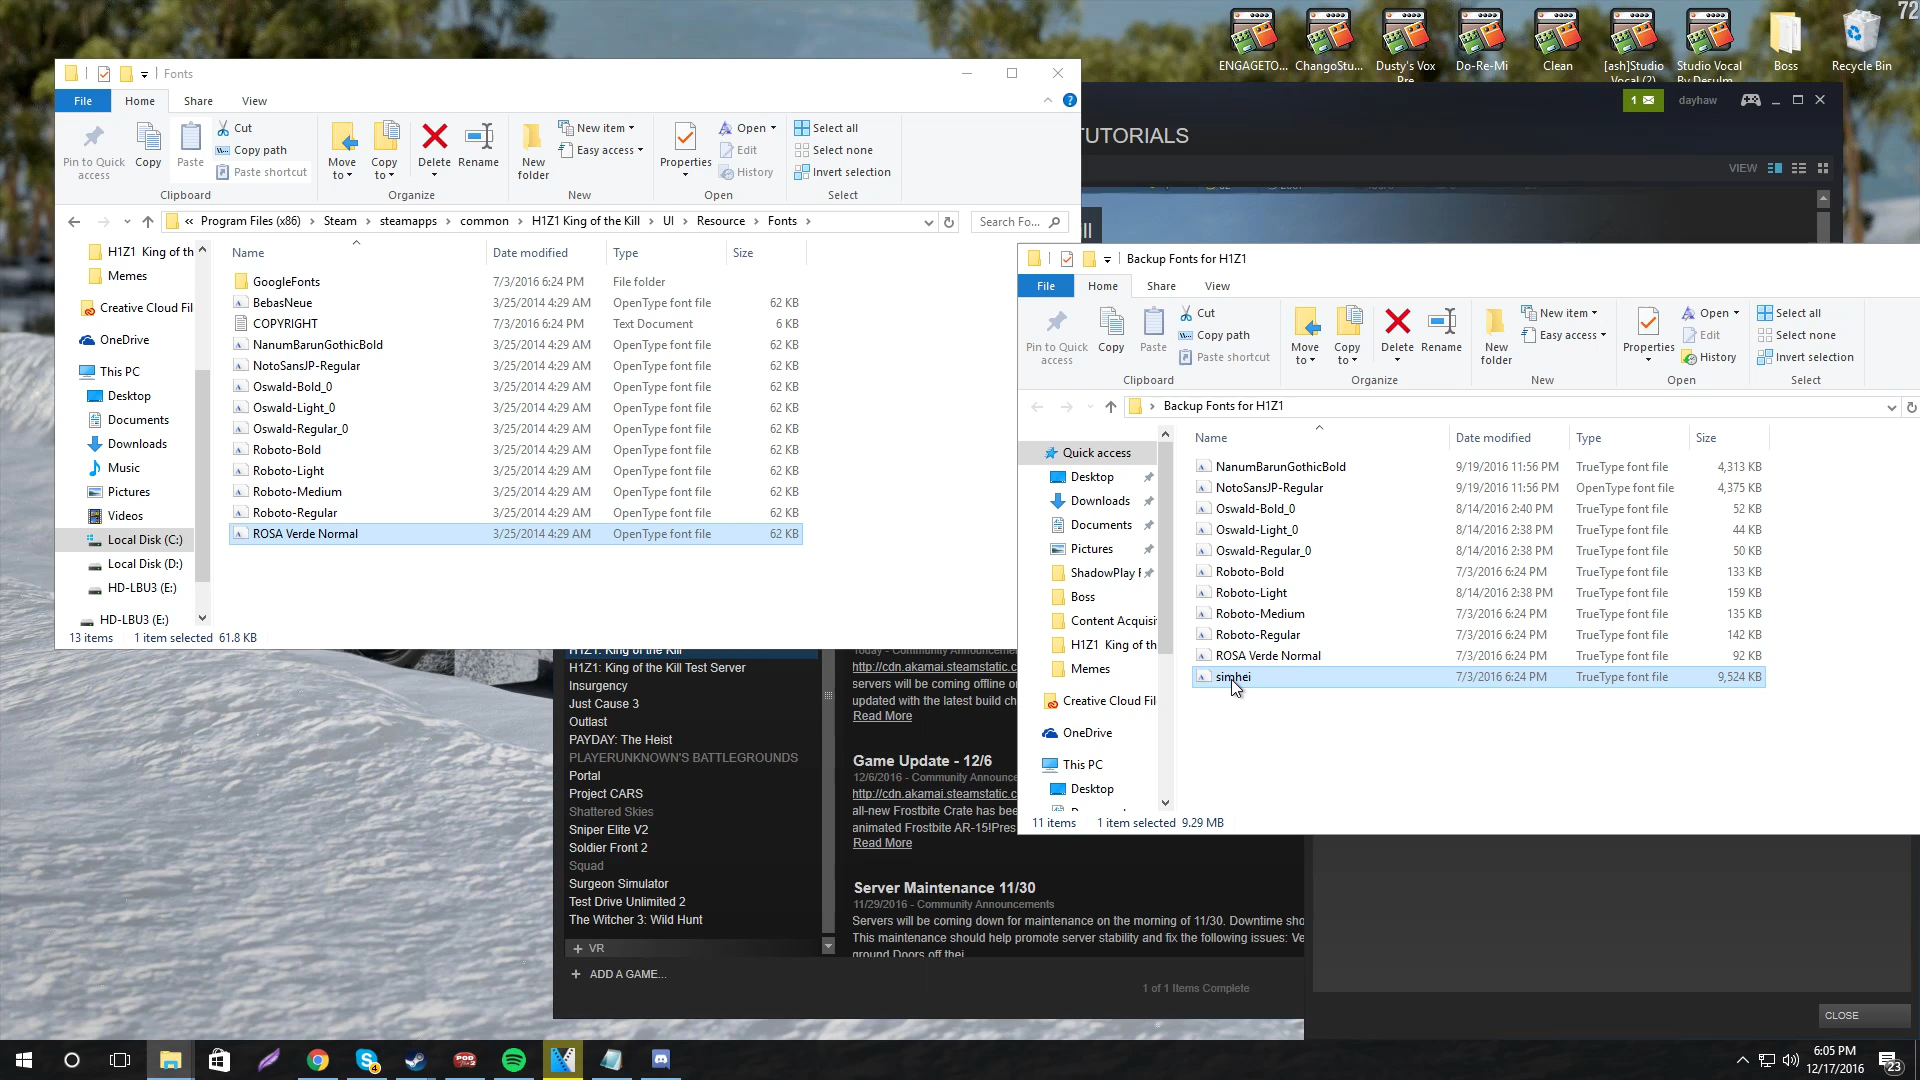 72
ENGAGETO...
ChangoStu...
Dusty's Vox
Pre
Do-Re-Mi
Clean
[ash]Studio
Vocal (2)
Studio Vocal
By Desulm
Boss
Recycle Bin
Fonts
File
Home
Share
View
Pin to Quick
access
Copy
Paste
Cut
Copy path
Paste shortcut
Clipboard
Move
to
Copy
to
Delete
Rename
Organize
New
folder
New item
Easy access
New
Properties
Open
Edit
History
Open
Select all
Select none
Invert selection
Select
« Program Files (x86) > Steam > steamapps > common > H1Z1 King of the Kill > UI > Resource > Fonts >
Search Fo...
H1Z1 King of th
Memes
Creative Cloud Fil
OneDrive
This PC
Desktop
Documents
Downloads
Music
Pictures
Videos
Local Disk (C:)
Local Disk (D:)
HD-LBU3 (E:)
HD-LBU3 (E:)
Name Date modified Type Size
GoogleFonts 7/3/2016 6:24 PM File folder
BebasNeue 3/25/2014 4:29 AM OpenType font file 62 KB
COPYRIGHT 7/3/2016 6:24 PM Text Document 6 KB
NanumBarunGothicBold 3/25/2014 4:29 AM OpenType font file 62 KB
NotoSansJP-Regular 3/25/2014 4:29 AM OpenType font file 62 KB
Oswald-Bold_0 3/25/2014 4:29 AM OpenType font file 62 KB
Oswald-Light_0 3/25/2014 4:29 AM OpenType font file 62 KB
Oswald-Regular_0 3/25/2014 4:29 AM OpenType font file 62 KB
Roboto-Bold 3/25/2014 4:29 AM OpenType font file 62 KB
Roboto-Light 3/25/2014 4:29 AM OpenType font file 62 KB
Roboto-Medium 3/25/2014 4:29 AM OpenType font file 62 KB
Roboto-Regular 3/25/2014 4:29 AM OpenType font file 62 KB
ROSA Verde Normal 3/25/2014 4:29 AM OpenType font file 62 KB
13 items 1 item selected 61.8 KB
1
dayhaw
TUTORIALS
VIEW
ill
Backup Fonts for H1Z1
File
Home
Share
View
Pin to Quick
access
Copy
Paste
Cut
Copy path
Paste shortcut
Clipboard
Move
to
Copy
to
Delete
Rename
Organize
New
folder
New item
Easy access
New
Properties
Open
Edit
History
Open
Select all
Select none
Invert selection
Select
> Backup Fonts for H1Z1
Quick access
Desktop
Downloads
Documents
Pictures
ShadowPlay F
Boss
Content Acquisi
H1Z1 King of th
Memes
Creative Cloud Fil
OneDrive
This PC
Desktop
Name Date modified Type Size
NanumBarunGothicBold 9/19/2016 11:56 PM TrueType font file 4,313 KB
NotoSansJP-Regular 9/19/2016 11:56 PM OpenType font file 4,375 KB
Oswald-Bold_0 8/14/2016 2:40 PM TrueType font file 52 KB
Oswald-Light_0 8/14/2016 2:38 PM TrueType font file 44 KB
Oswald-Regular_0 8/14/2016 2:38 PM TrueType font file 50 KB
Roboto-Bold 7/3/2016 6:24 PM TrueType font file 133 KB
Roboto-Light 8/14/2016 2:38 PM TrueType font file 159 KB
Roboto-Medium 7/3/2016 6:24 PM TrueType font file 135 KB
Roboto-Regular 7/3/2016 6:24 PM TrueType font file 142 KB
ROSA Verde Normal 7/3/2016 6:24 PM TrueType font file 92 KB
simhei 7/3/2016 6:24 PM TrueType font file 9,524 KB
11 items 1 item selected 9.29 MB
H1Z1: King of the Kill
H1Z1: King of the Kill Test Server
Insurgency
Just Cause 3
Outlast
PAYDAY: The Heist
PLAYERUNKNOWN'S BATTLEGROUNDS
Portal
Project CARS
Shattered Skies
Sniper Elite V2
Soldier Front 2
Squad
Surgeon Simulator
Test Drive Unlimited 2
The Witcher 3: Wild Hunt
+ VR
+ ADD A GAME...
Today - Community Announcemen
http://cdn.akamai.steamstatic.c
servers will be coming offline o
updated with the latest build ch
Read More
Game Update - 12/6
12/6/2016 - Community Announce
http://cdn.akamai.steamstatic.c
all-new Frostbite Crate has bee
animated Frostbite AR-15!Pres
Read More
Server Maintenance 11/30
11/29/2016 - Community Announcements
Servers will be coming down for maintenance on the morning of 11/30. Downtime sho
This maintenance should help promote server stability and fix the following issues: Ve
ground Doors off thei
1 of 1 Items Complete
CLOSE
4
POD
6:05 PM
12/17/2016
23